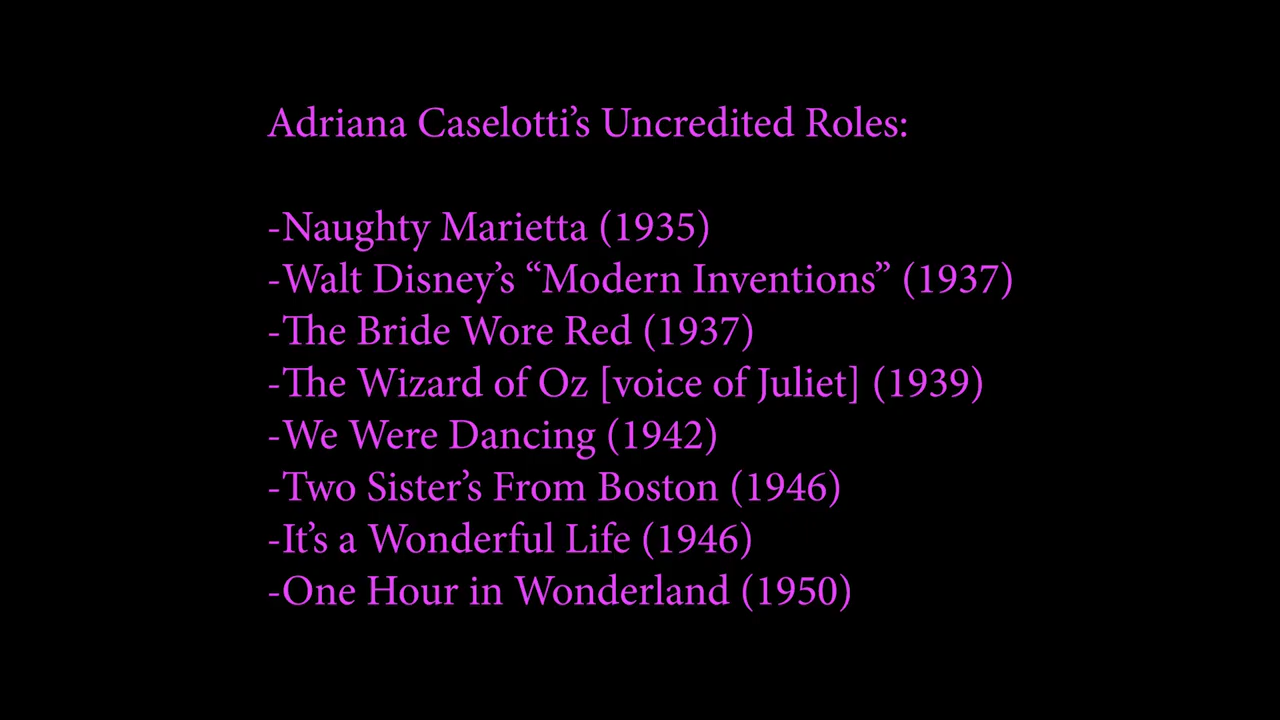 Adriana Caselotti’s Uncredited Roles:
-Naughty Marietta (1935)
-Walt Disney’s “Modern Inventions” (1937)
-The Bride Wore Red (1937)
-The Wizard of Oz [voice of Juliet] (1939)
-We Were Dancing (1942)
-Two Sister’s From Boston (1946)
-It’s a Wonderful Life (1946)
-One Hour in Wonderland (1950)